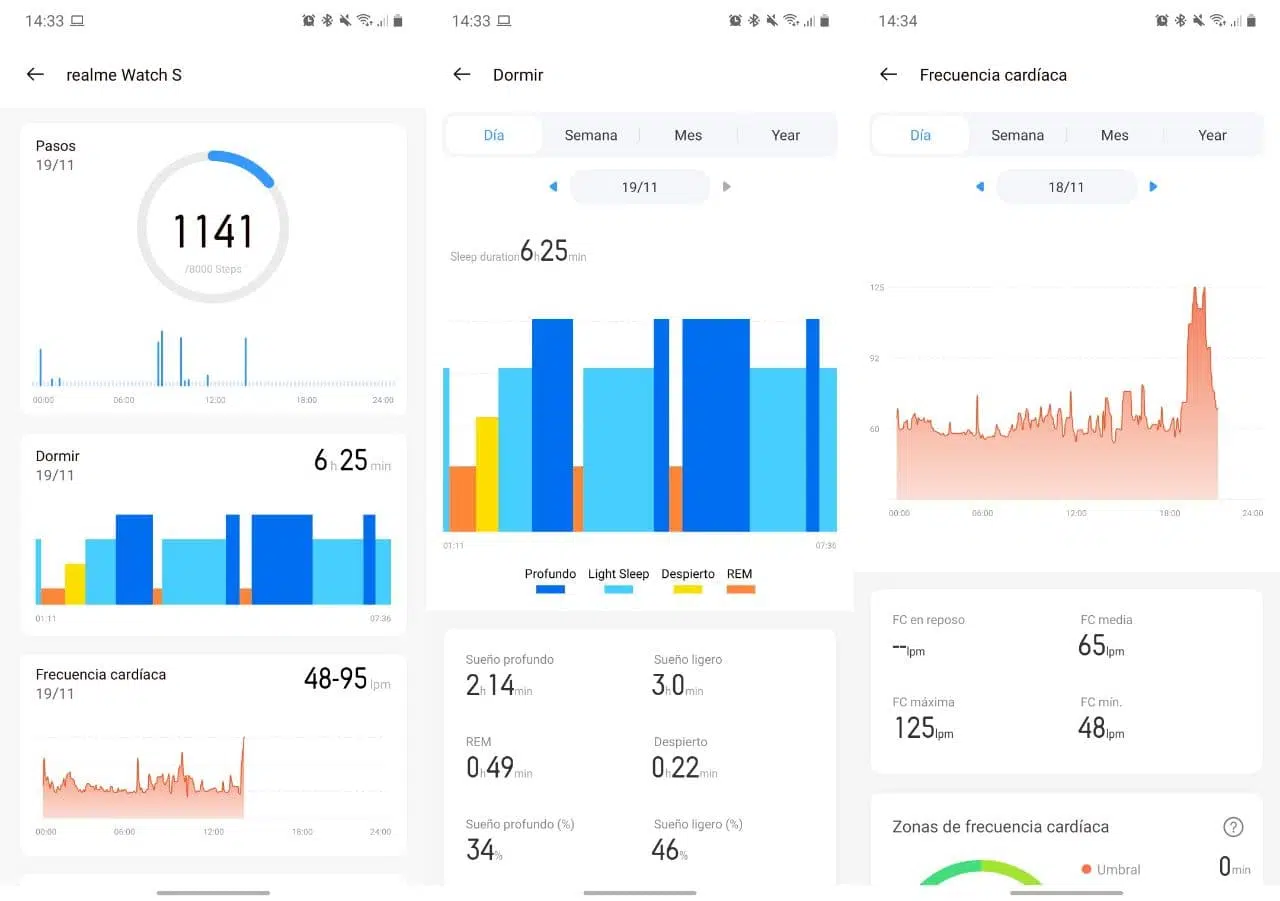 14:33
realme Watch S
Pasos
19/11
1141
/8000 Steps
00:00 06:00 12:00 18:00 24:00
Dormir
19/11
6h25min
01:11 07:36
Frecuencia cardíaca
19/11
48-95 lpm
00:00 06:00 12:00 18:00 24:00
14:33
Dormir
Día Semana Mes Year
19/11
Sleep duration 6h25min
01:11 07:36
Profundo Light Sleep Despierto REM
Sueño profundo Sueño ligero
2h14min 3h0min
REM Despierto
0h49min 0h22min
Sueño profundo (%) Sueño ligero (%)
34% 46%
14:34
Frecuencia cardíaca
Día Semana Mes Year
18/11
125
92
60
00:00 06:00 12:00 18:00 24:00
FC en reposo FC media
--lpm 65lpm
FC máxima FC mín.
125lpm 48lpm
Zonas de frecuencia cardíaca ?
Umbral 0min